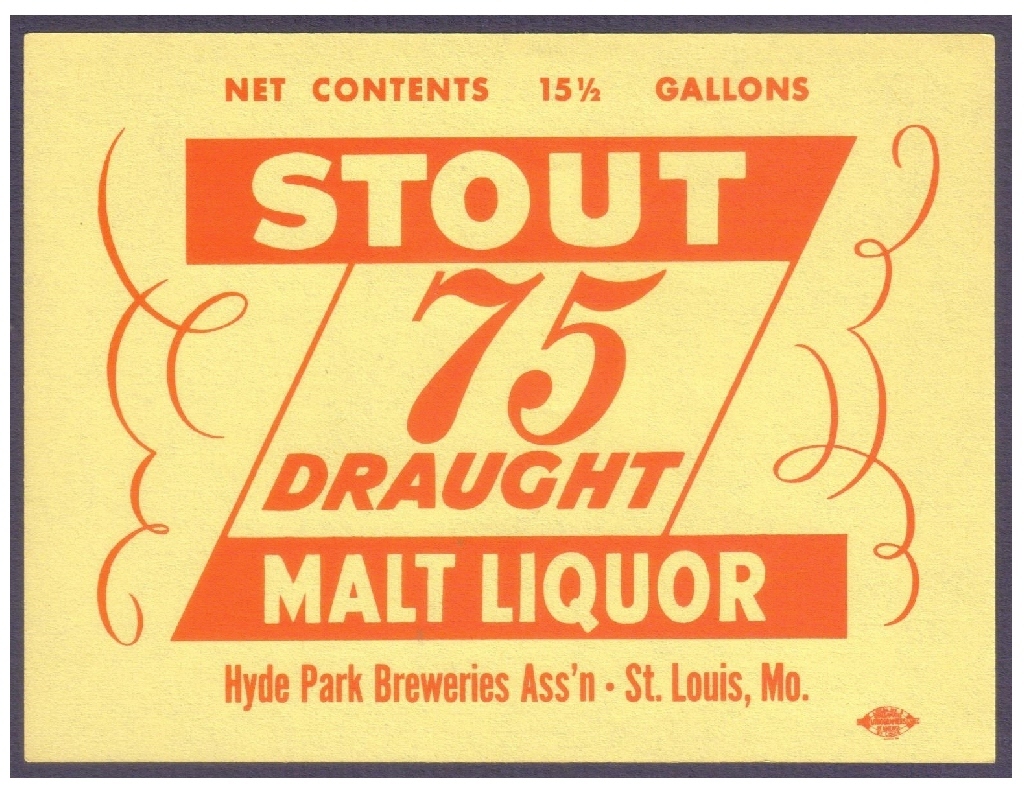 NET CONTENTS 15½ GALLONS
STOUT
75
DRAUGHT
MALT LIQUOR
Hyde Park Breweries Ass'n • St. Louis, Mo.